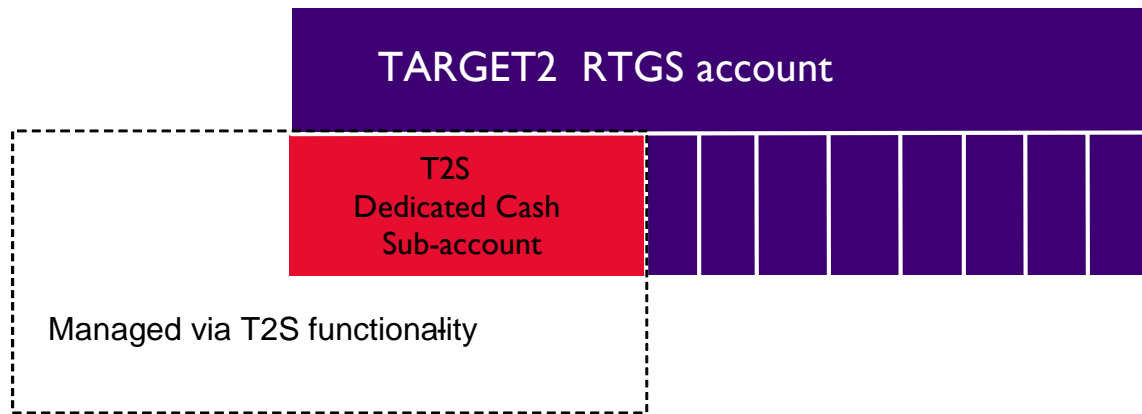 TARGET2 RTGS account
T2S
Dedicated Cash
Sub-account
Managed via T2S functionality